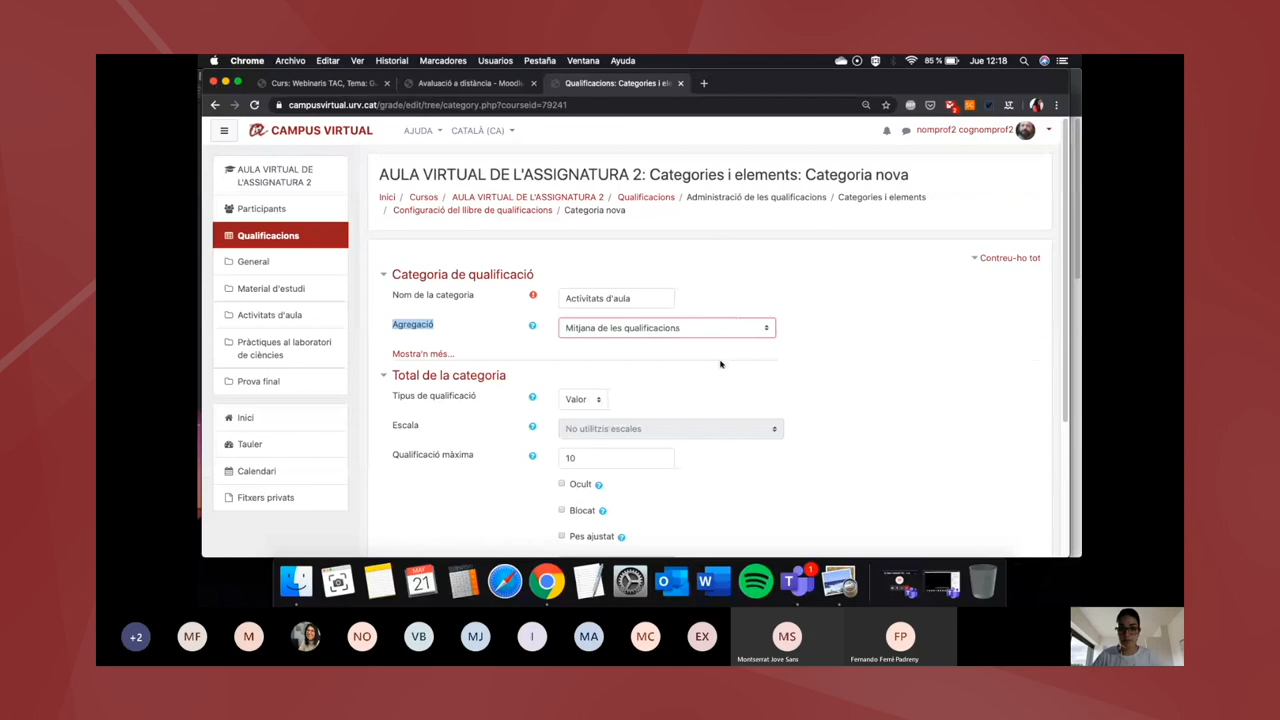 Chrome Archivo Editar Ver Historial Marcadores Usuarios Pestaña Ventana Ayuda 85 % Jue 12:18
Curs: Webinaris TAC, Tema: G Avaluació a distància - Moodl Qualificacions: Categories i ele
campusvirtual.urv.cat/grade/edit/tree/category.php?courseid=79241
CAMPUS VIRTUAL AJUDA CATALÀ (CA) nomprof2 cognomprof2
AULA VIRTUAL DE
L'ASSIGNATURA 2
Participants
Qualificacions
General
Material d'estudi
Activitats d'aula
Pràctiques al laboratori
de ciències
Prova final
Inici
Tauler
Calendari
Fitxers privats
AULA VIRTUAL DE L'ASSIGNATURA 2: Categories i elements: Categoria nova
Inici / Cursos / AULA VIRTUAL DE L'ASSIGNATURA 2 / Qualificacions / Administració de les qualificacions / Categories i elements
/ Configuració del llibre de qualificacions / Categoria nova
Contreu-ho tot
Categoria de qualificació
Nom de la categoria Activitats d'aula
Agregació Mitjana de les qualificacions
Mostra'n més...
Total de la categoria
Tipus de qualificació Valor
Escala No utilitzis escales
Qualificació màxima 10
Ocult
Blocat
Pes ajustat
MAY
21
1
+2 MF M NO VB MJ I MA MC EX MS FP
Montserrat Jove Sans Fernando Ferré Padreny